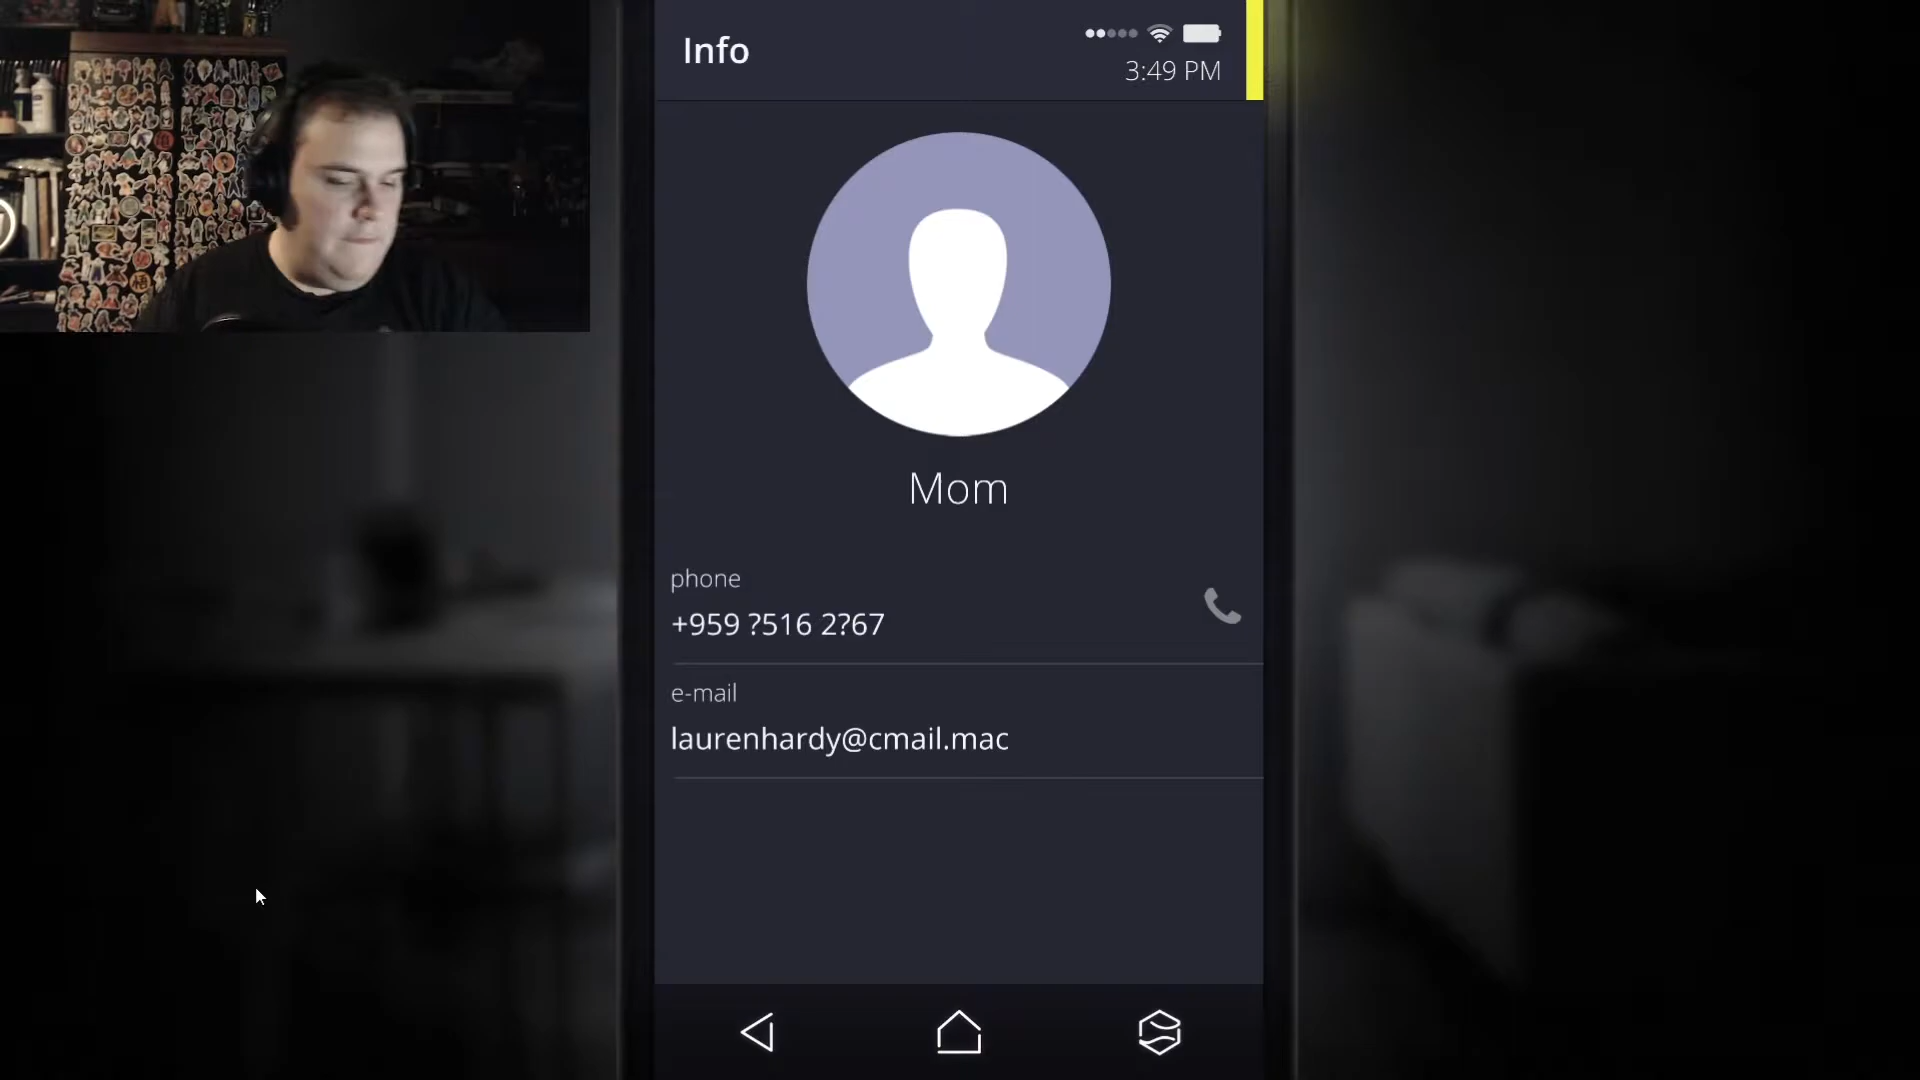 Info
3:49 PM
Mom
phone
+959 ?516 2?67
e-mail
laurenhardy@cmail.mac